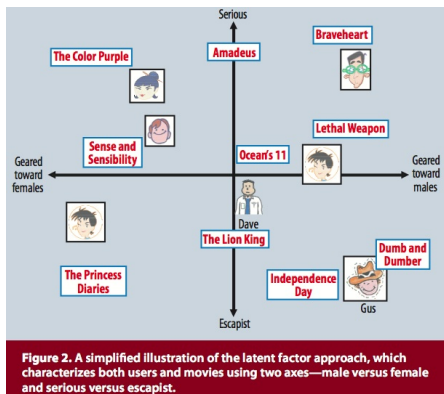 Serious
Braveheart
Amadeus
The Color Purple
Lethal Weapon
Sense and
Sensibility
Ocean's 11
Geared
toward
females
Geared
toward
males
Dave
The Lion King
Dumb and
Dumber
The Princess
Diaries
Independence
Day
Gus
Escapist
Figure 2. A simplified illustration of the latent factor approach, which
characterizes both users and movies using two axes—male versus female
and serious versus escapist.